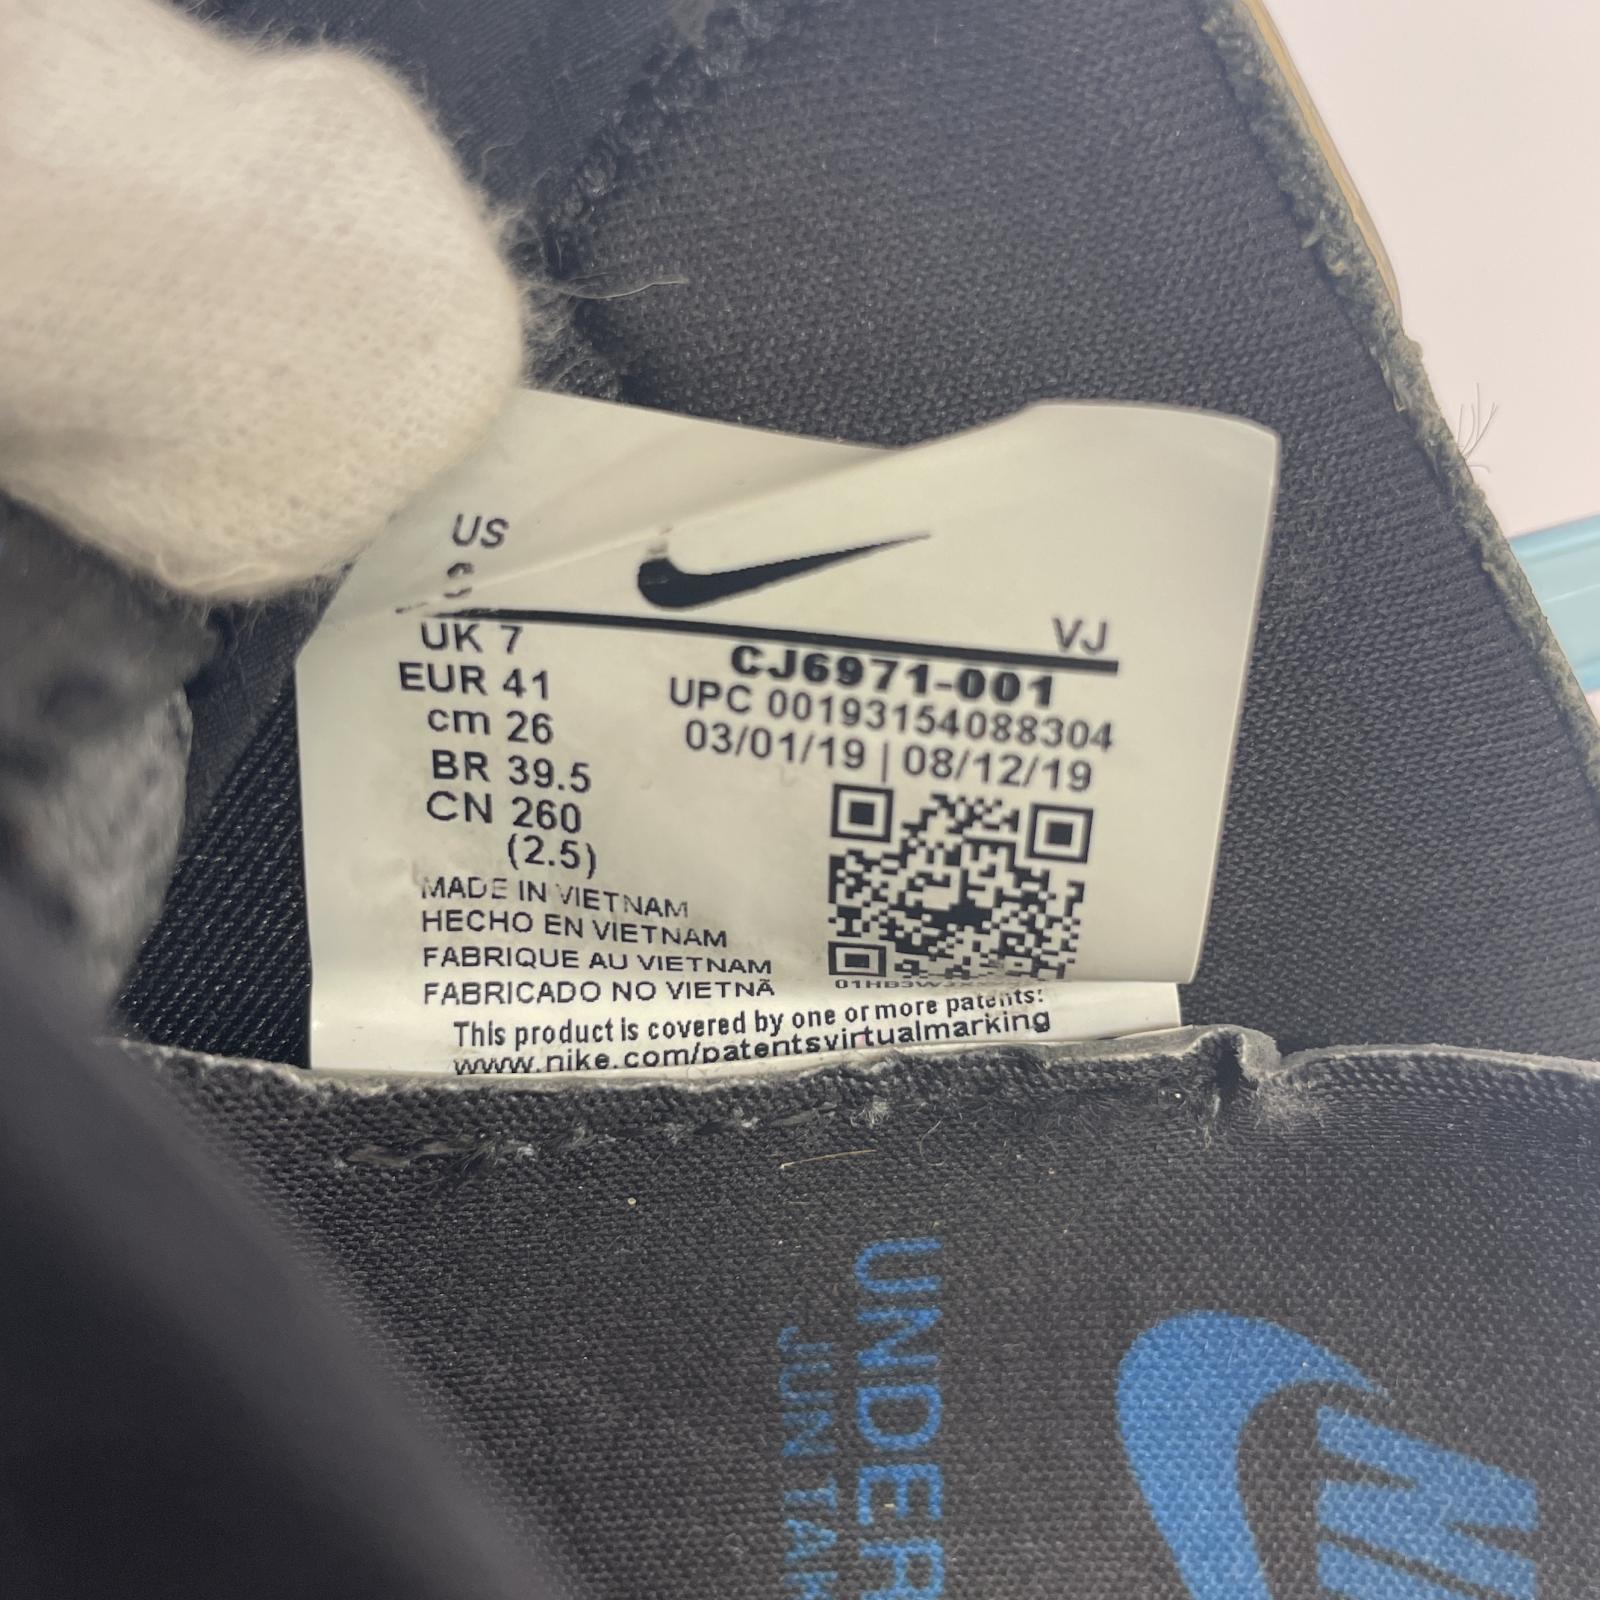 US
VJ
UK 7
EUR 41
cm 26
BR 39.5
CN 260
(2.5)
CJ6971-001
UPC 00193154088304
03/01/19 | 08/12/19
MADE IN VIETNAM
HECHO EN VIETNAM
FABRIQUE AU VIETNAM
FABRICADO NO VIETNÃ
This product is covered by one or more patents:
www.nike.com/patentsvirtualmarking
UNDER
JUN